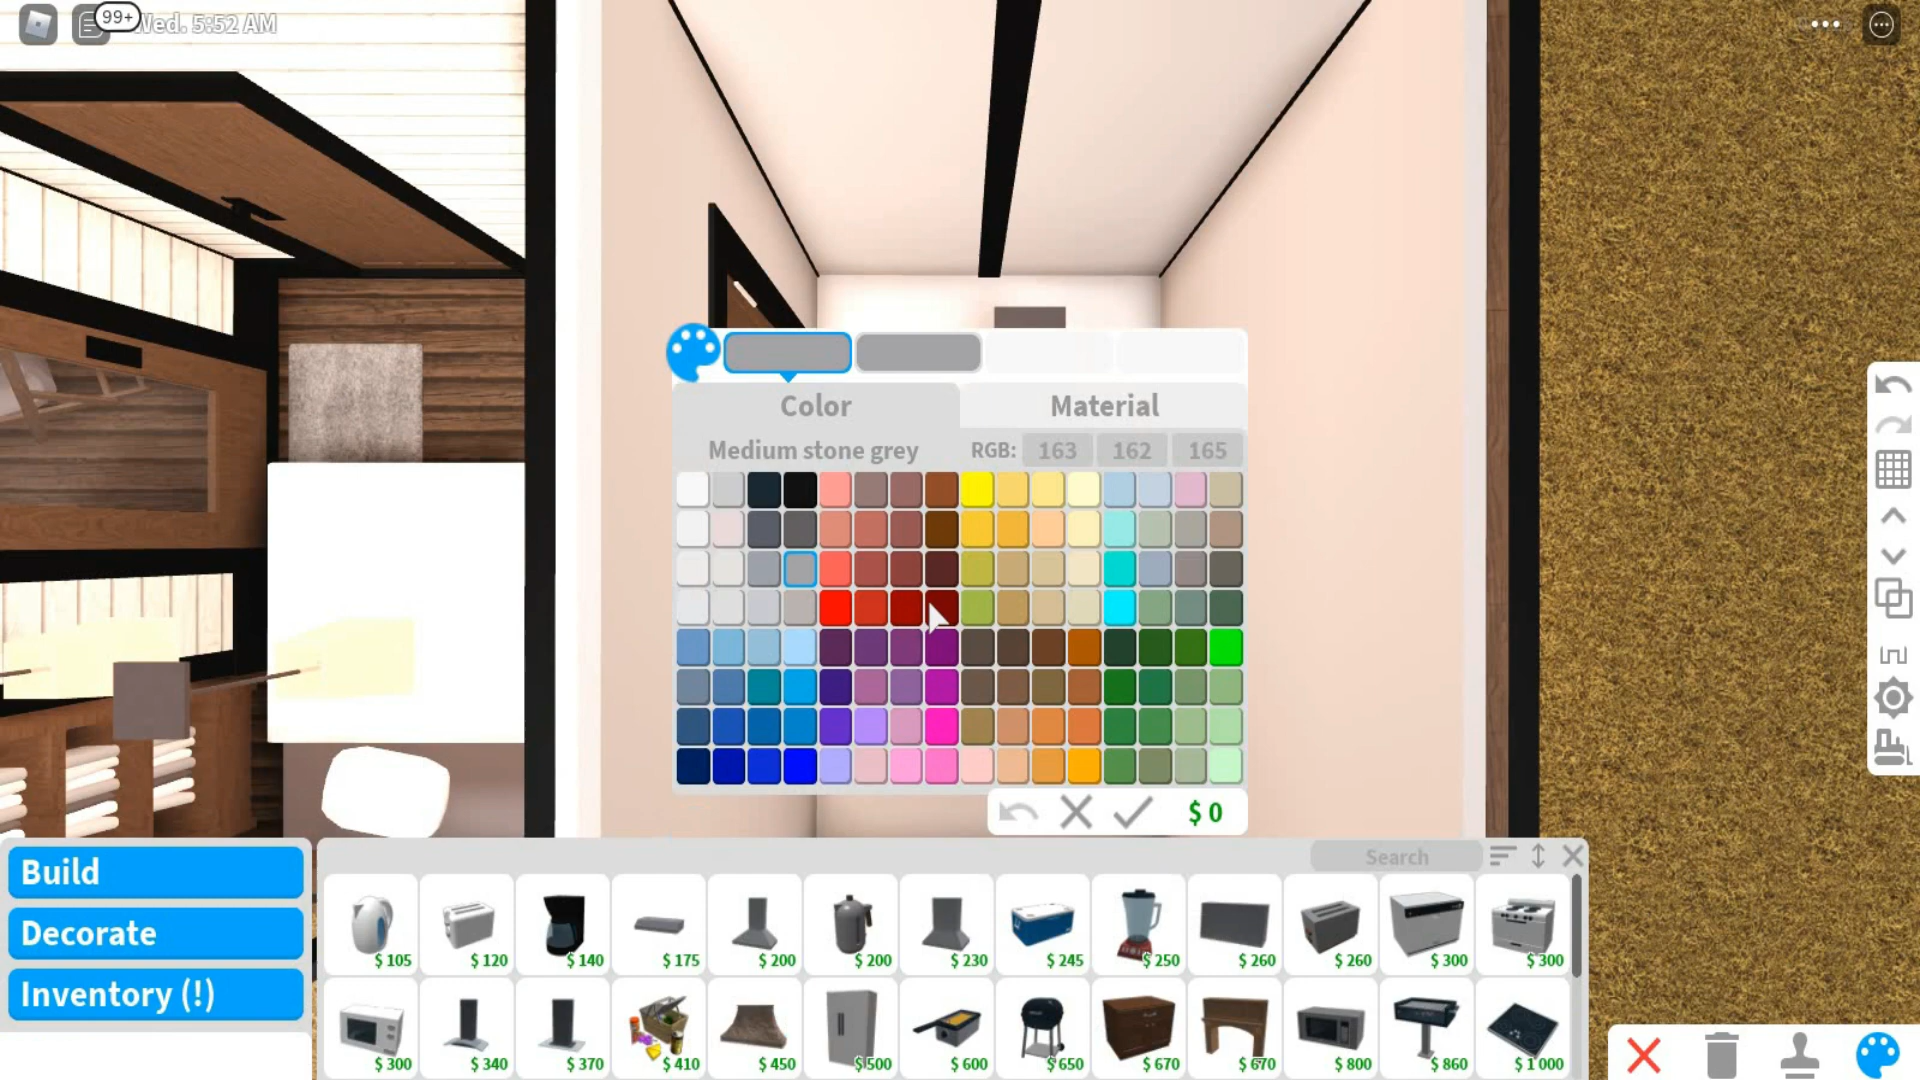 99+
Wed. 5:52 AM
Color
Material
Medium stone grey
RGB: 163 162 165
$ 0
Build
Decorate
Inventory (!)
Search
$ 105 $ 120 $ 140 $ 175 $ 200 $ 200 $ 230 $ 245 $ 250 $ 260 $ 260 $ 300 $ 300
$ 300 $ 340 $ 370 $ 410 $ 450 $ 500 $ 600 $ 650 $ 670 $ 670 $ 800 $ 860 $ 1 000